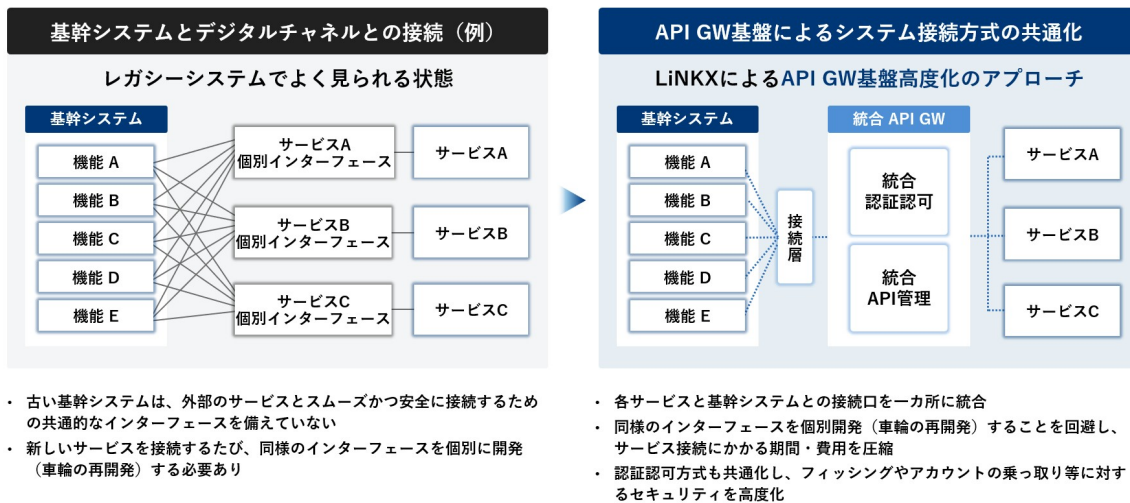 基幹システムとデジタルチャネルとの接続（例）
レガシーシステムでよく見られる状態
基幹システム
機能 A
機能 B
機能 C
機能 D
機能 E
サービスA
個別インターフェース
サービスB
個別インターフェース
サービスC
個別インターフェース
サービスA
サービスB
サービスC
・ 古い基幹システムは、外部のサービスとスムーズかつ安全に接続するため
の共通的なインターフェースを備えていない
・ 新しいサービスを接続するたび、同様のインターフェースを個別に開発
（車輪の再開発）する必要あり
API GW基盤によるシステム接続方式の共通化
LiNKXによるAPI GW基盤高度化のアプローチ
基幹システム
機能 A
機能 B
機能 C
機能 D
機能 E
接続層
統合 API GW
統合
認証認可
統合
API管理
サービスA
サービスB
サービスC
・ 各サービスと基幹システムとの接続口を一カ所に統合
・ 同様のインターフェースを個別開発（車輪の再開発）することを回避し、
サービス接続にかかる期間・費用を圧縮
・ 認証認可方式も共通化し、フィッシングやアカウントの乗っ取り等に対す
るセキュリティを高度化